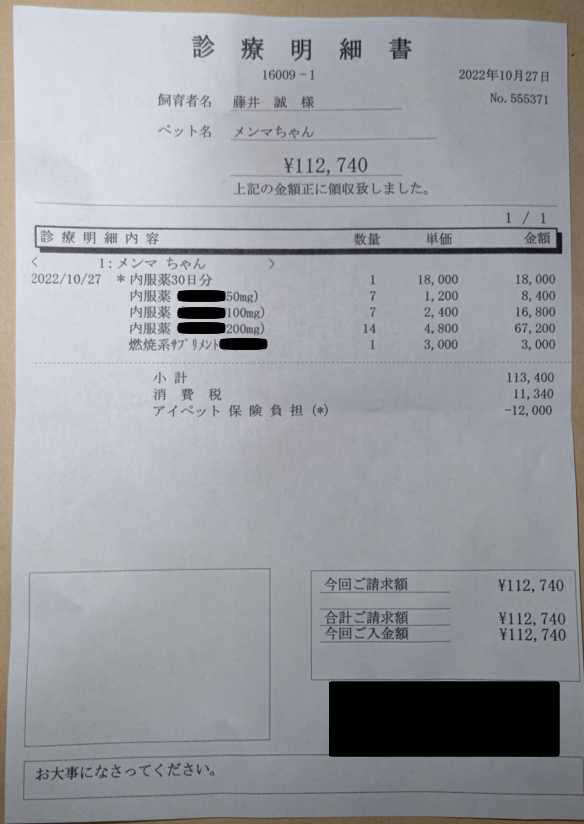 診療明細書
16009-1
2022年10月27日
飼育者名 藤井 誠 様
No.555371
ペット名 メンマちゃん
¥112,740
上記の金額正に領収致しました。
1 / 1
診療明細内容 数量 単価 金額
< 1:メンマ ちゃん >
2022/10/27 *内服薬30日分 1 18,000 18,000
内服薬 50mg) 7 1,200 8,400
内服薬 100mg) 7 2,400 16,800
内服薬 200mg) 14 4,800 67,200
燃焼系ｻﾌﾟﾘﾒﾝﾄ 1 3,000 3,000
小計 113,400
消費税 11,340
アイペット保険負担(*) -12,000
今回ご請求額 ¥112,740
合計ご請求額 ¥112,740
今回ご入金額 ¥112,740
お大事になさってください。